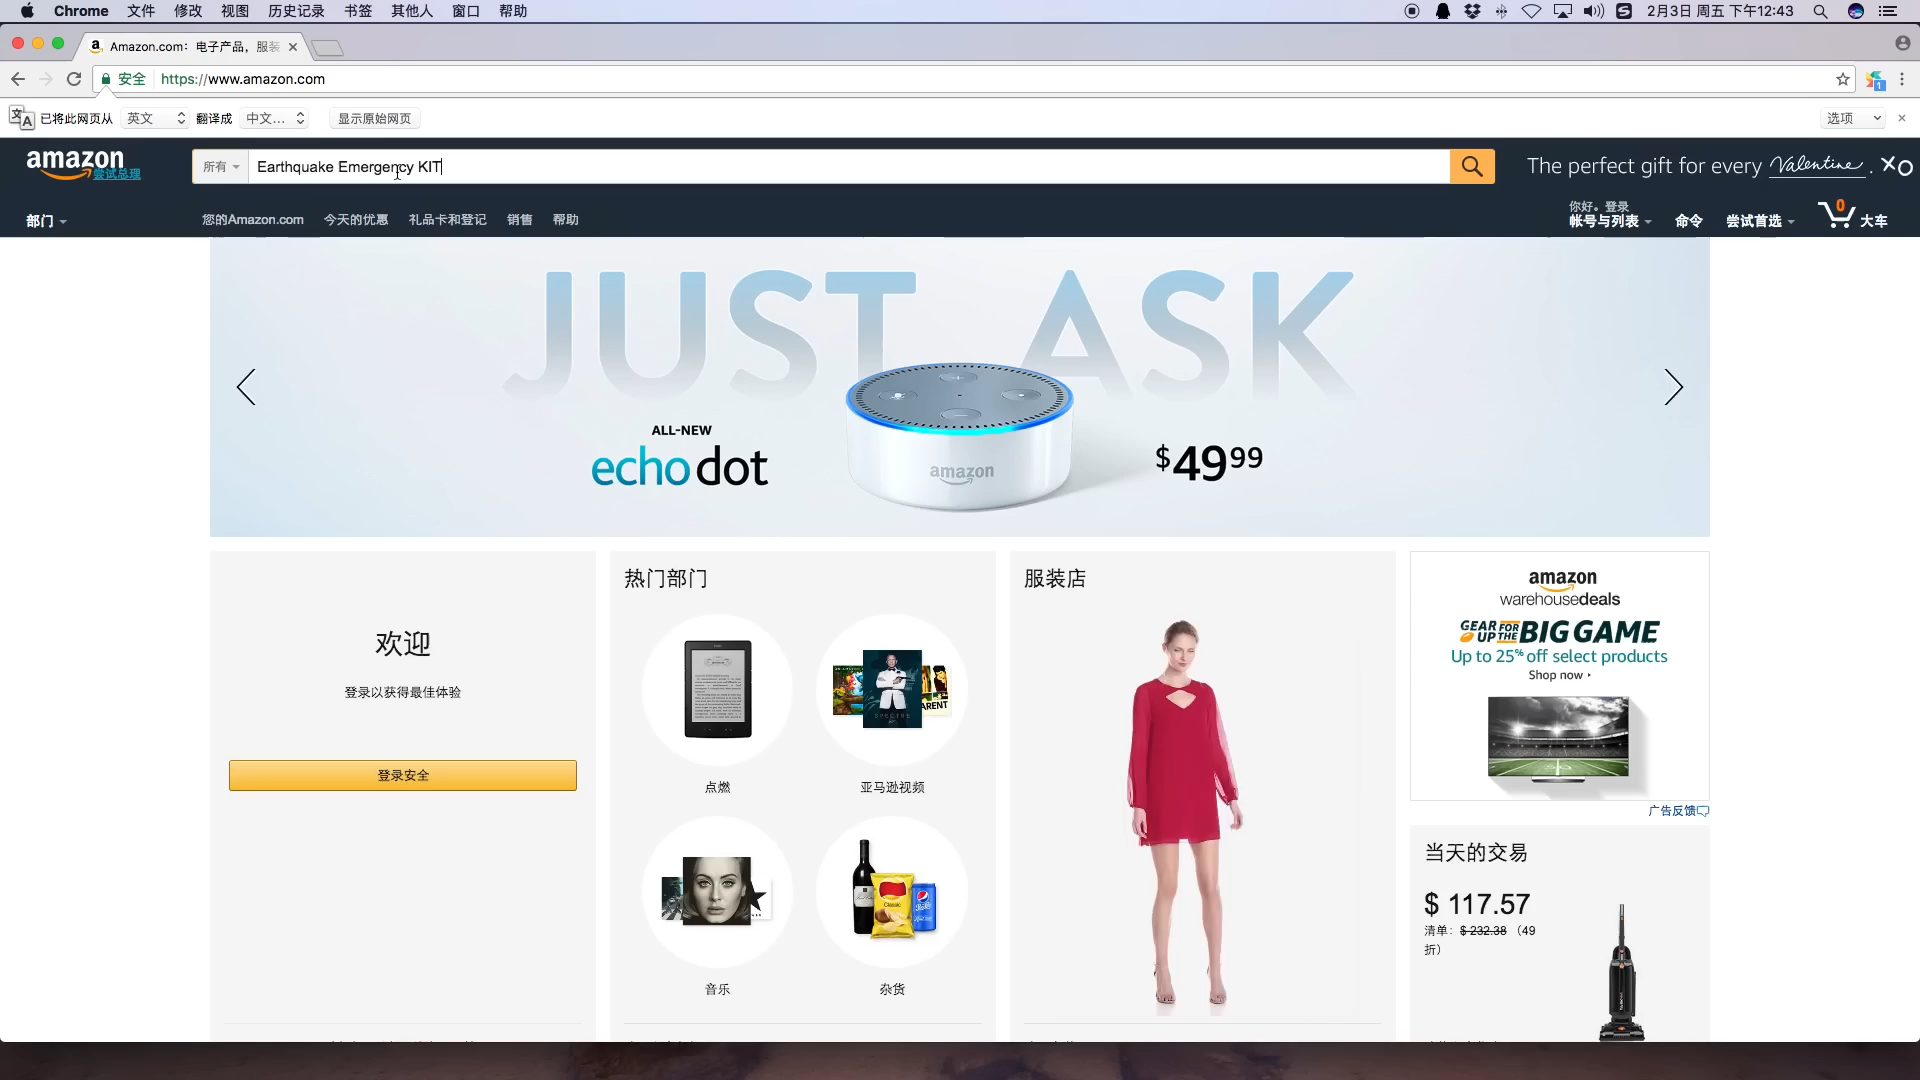 Chrome 文件 修改 视图 历史记录 书签 其他人 窗口 帮助 2月3日 周五 下午12:43
Amazon.com: 电子产品，服装
安全 https://www.amazon.com
已将此网页从 英文 翻译成 中文... 显示原始网页 选项
amazon
尝试总理
所有 Earthquake Emergency KIT
The perfect gift for every Valentine. XO
部门 您的Amazon.com 今天的优惠 礼品卡和登记 销售 帮助
你好。登录
帐号与列表 命令 尝试首选 0 大车
JUST ASK
ALL-NEW
echo dot
amazon
$49 99
欢迎
登录以获得最佳体验
登录安全
热门部门
SPECTRE
点燃
亚马逊视频
Classic
音乐
杂货
服装店
amazon
warehousedeals
GEAR UP FOR THE BIG GAME
Up to 25% off select products
Shop now
广告反馈
当天的交易
$ 117.57
清单： $ 232.38 （49
折）